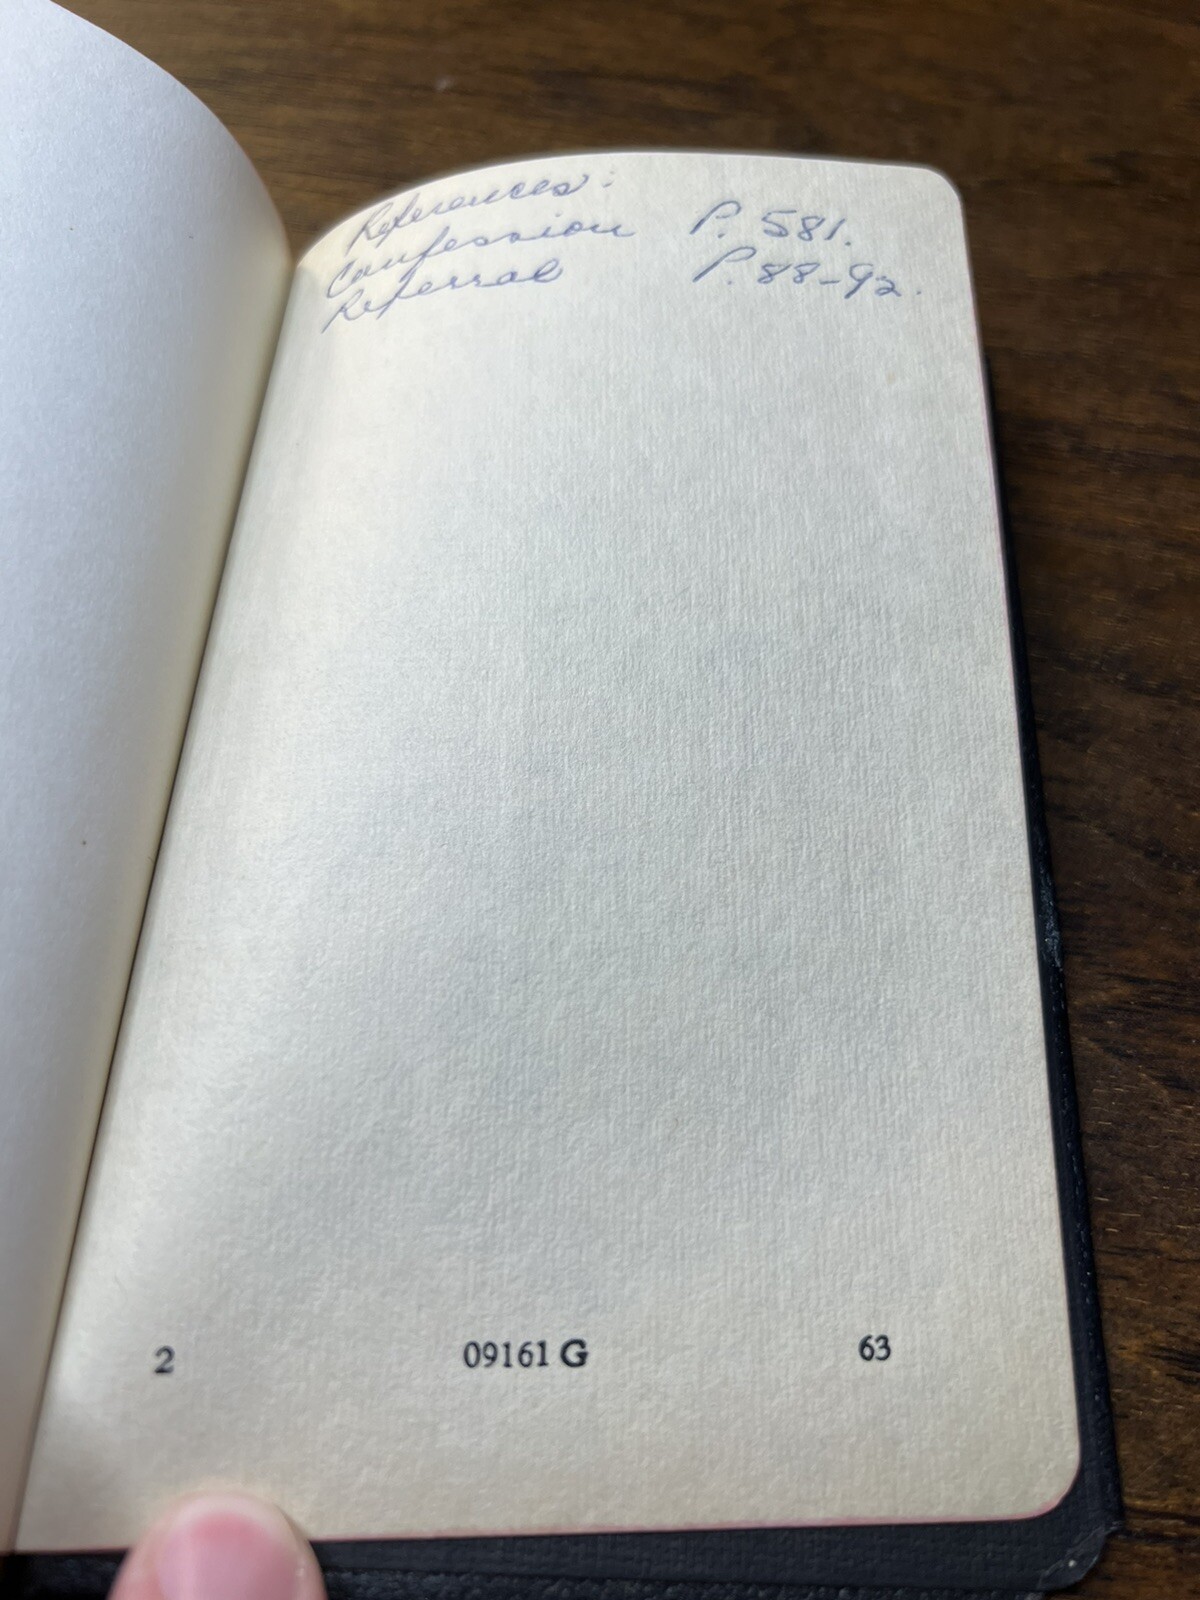 References:
Confession P. 581.
Referral P. 88-92.
2 09161 G 63